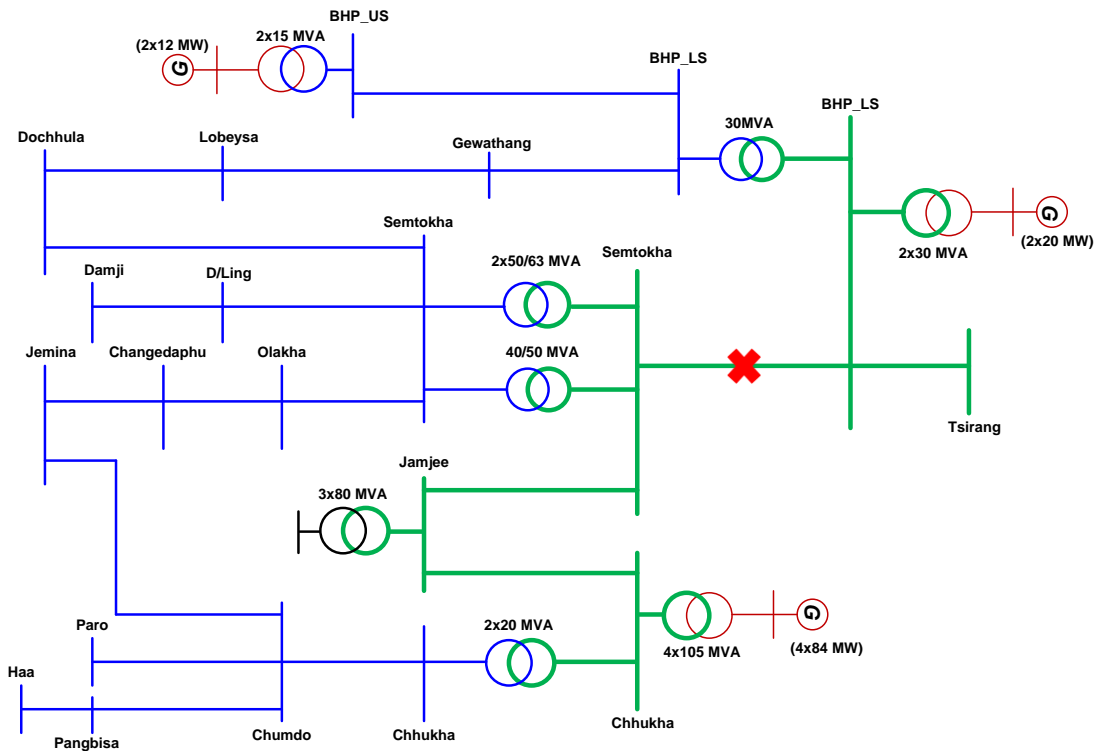 BHP_US
(2x12 MW)
2x15 MVA
G
BHP_LS
BHP_LS
30MVA
Dochhula
Lobeysa
Gewathang
G
(2x20 MW)
2x30 MVA
Semtokha
Semtokha
2x50/63 MVA
Damji
D/Ling
Jemina
Changedaphu
Olakha
40/50 MVA
Tsirang
Jamjee
3x80 MVA
Paro
2x20 MVA
G
4x105 MVA
(4x84 MW)
Haa
Pangbisa
Chumdo
Chhukha
Chhukha